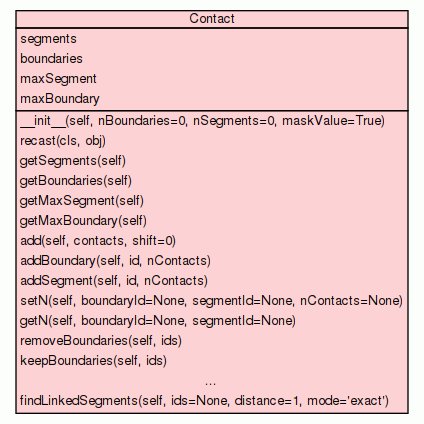 Contact
segments
boundaries
maxSegment
maxBoundary
__init__(self, nBoundaries=0, nSegments=0, maskValue=True)
recast(cls, obj)
getSegments(self)
getBoundaries(self)
getMaxSegment(self)
getMaxBoundary(self)
add(self, contacts, shift=0)
addBoundary(self, id, nContacts)
addSegment(self, id, nContacts)
setN(self, boundaryId=None, segmentId=None, nContacts=None)
getN(self, boundaryId=None, segmentId=None)
removeBoundaries(self, ids)
keepBoundaries(self, ids)
...
findLinkedSegments(self, ids=None, distance=1, mode='exact')